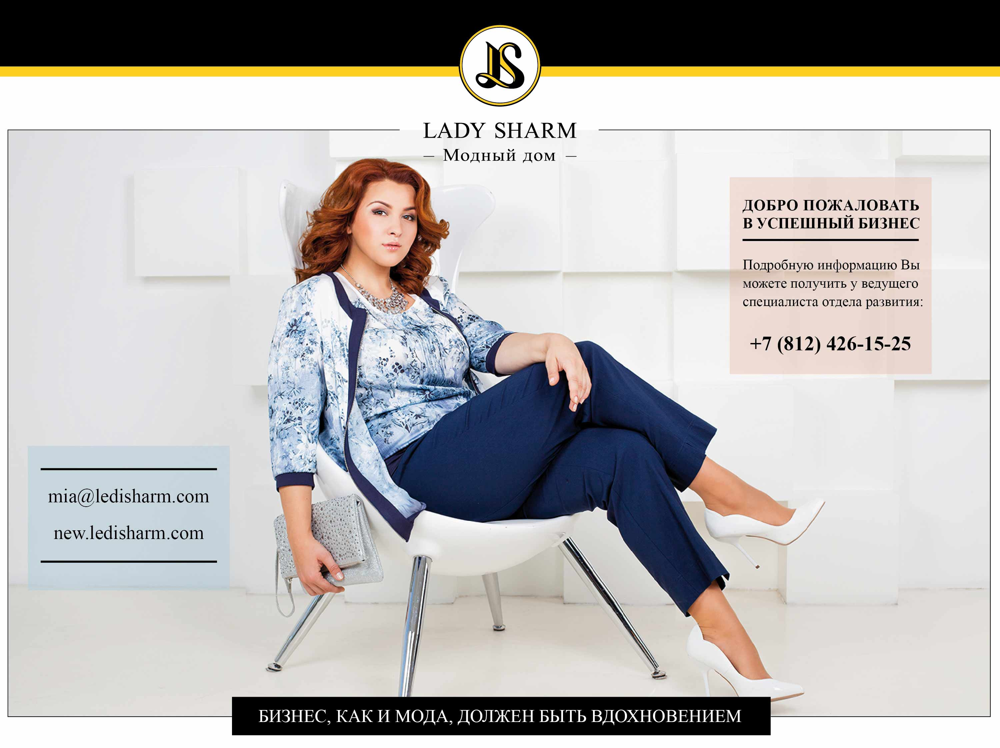 LS
LADY SHARM
– Модный дом –
ДОБРО ПОЖАЛОВАТЬ
В УСПЕШНЫЙ БИЗНЕС
Подробную информацию Вы
можете получить у ведущего
специалиста отдела развития:
+7 (812) 426-15-25
mia@ledisharm.com
new.ledisharm.com
БИЗНЕС, КАК И МОДА, ДОЛЖЕН БЫТЬ ВДОХНОВЕНИЕМ